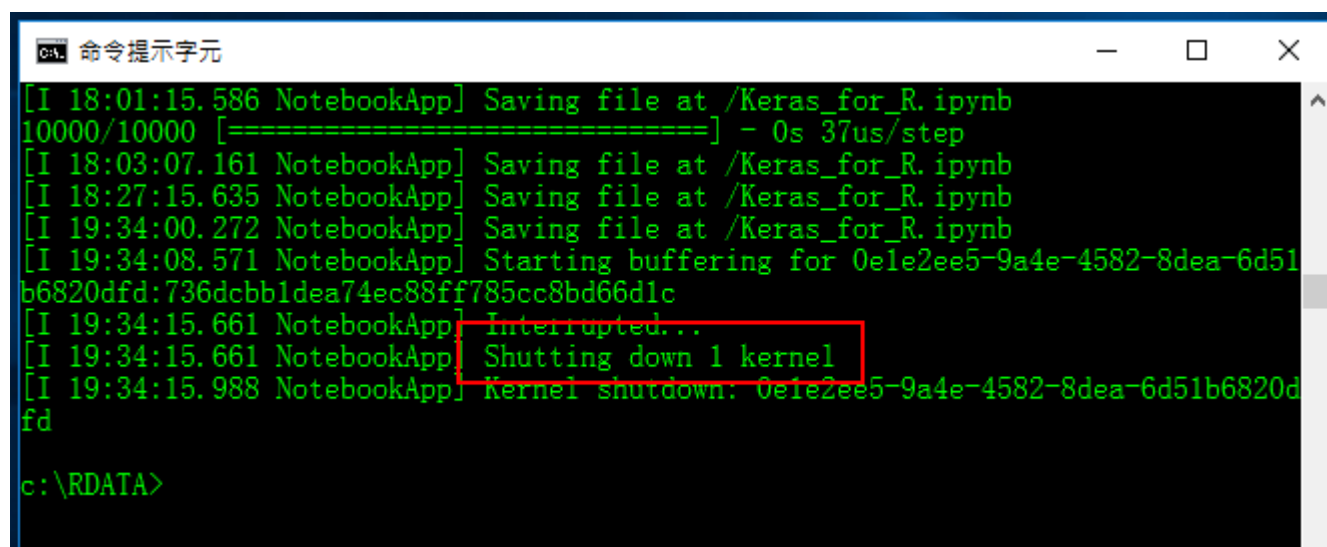 命令提示字元
[I 18:01:15.586 NotebookApp] Saving file at /Keras_for_R.ipynb
10000/10000 [==============================] - 0s 37us/step
[I 18:03:07.161 NotebookApp] Saving file at /Keras_for_R.ipynb
[I 18:27:15.635 NotebookApp] Saving file at /Keras_for_R.ipynb
[I 19:34:00.272 NotebookApp] Saving file at /Keras_for_R.ipynb
[I 19:34:08.571 NotebookApp] Starting buffering for 0e1e2ee5-9a4e-4582-8dea-6d51
b6820dfd:736dcbb1dea74ec88ff785cc8bd66d1c
[I 19:34:15.661 NotebookApp] Interrupted...
[I 19:34:15.661 NotebookApp] Shutting down 1 kernel
[I 19:34:15.988 NotebookApp] Kernel shutdown: 0e1e2ee5-9a4e-4582-8dea-6d51b6820d
fd
c:\RDATA>